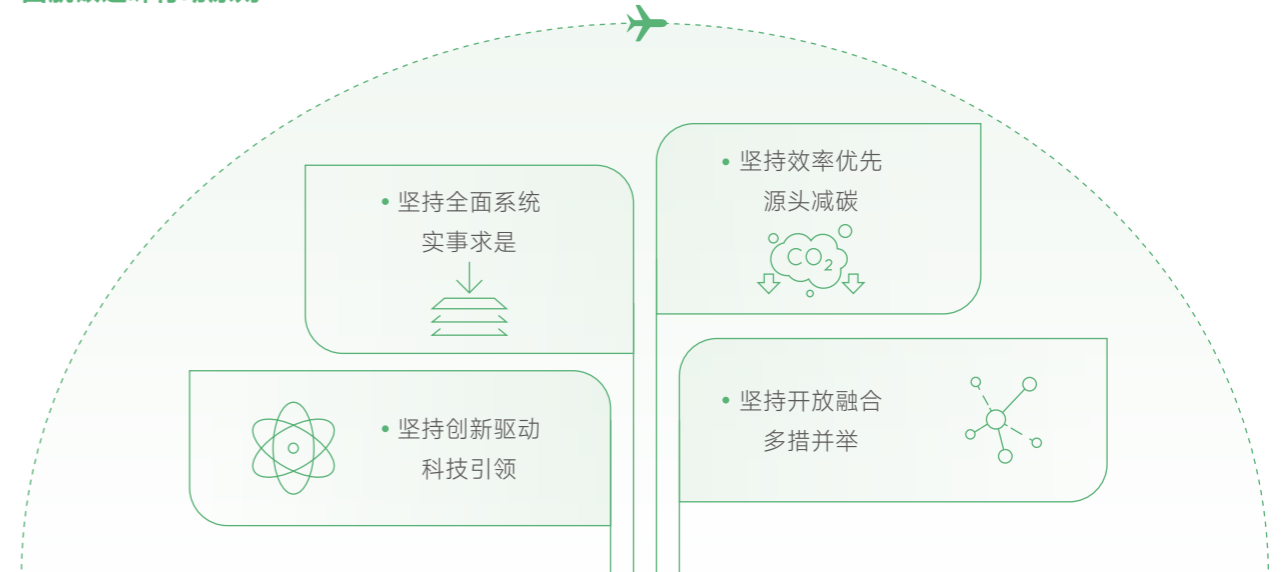 • 坚持全面系统
实事求是
• 坚持效率优先
源头减碳
CO₂
• 坚持创新驱动
科技引领
• 坚持开放融合
多措并举